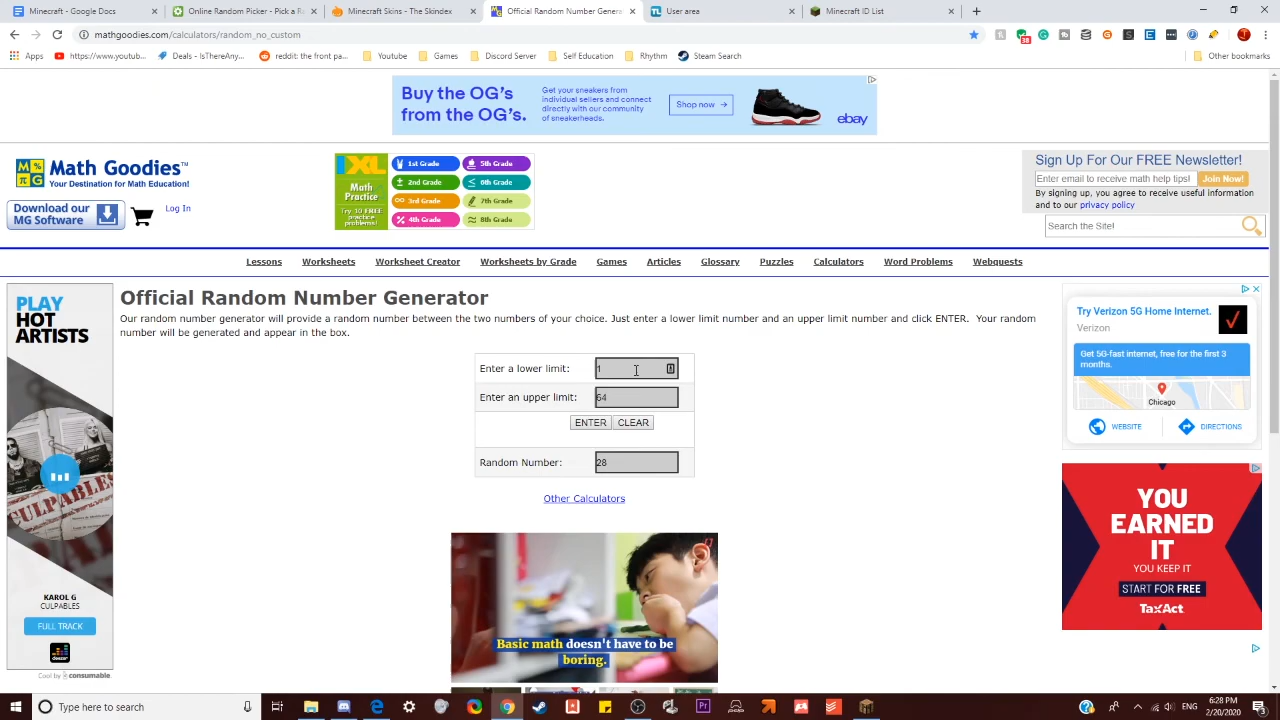 Minecraft - Google Docs
Online Random Picker - Pick a R
Minecraft Skins - The Skindex
Official Random Number Genera
User area
Minecraft ID List
mathgoodies.com/calculators/random_no_custom
38
Apps
https://www.youtub...
Deals - IsThereAny...
reddit: the front pa...
Youtube
Games
Discord Server
Self Education
Rhythm
Steam Search
Other bookmarks
Buy the OG's
from the OG's.
Get your sneakers from
individual sellers and connect
directly with our community
of sneakerheads.
Shop now →
ebay
Math Goodies™
Your Destination for Math Education!
Download our
MG Software
Log In
IXL
Math
Practice
Try 10 FREE
practice
problems!
1st Grade
5th Grade
2nd Grade
6th Grade
3rd Grade
7th Grade
4th Grade
8th Grade
Sign Up For Our FREE Newsletter!
Enter email to receive math help tips!
Join Now!
By signing up, you agree to receive useful information
and to our privacy policy
Search the Site!
Lessons
Worksheets
Worksheet Creator
Worksheets by Grade
Games
Articles
Glossary
Puzzles
Calculators
Word Problems
Webquests
PLAY
HOT
ARTISTS
CULPABLES
KAROL G
CULPABLES
FULL TRACK
deezer
Cool by consumable.
Official Random Number Generator
Our random number generator will provide a random number between the two numbers of your choice. Just enter a lower limit number and an upper limit number and click ENTER. Your random
number will be generated and appear in the box.
Enter a lower limit:
1
Enter an upper limit:
64
ENTER
CLEAR
Random Number:
28
Other Calculators
Basic math doesn't have to be
boring.
Try Verizon 5G Home Internet.
Verizon
Get 5G-fast internet, free for the first 3
months.
Chicago
WEBSITE
DIRECTIONS
YOU
EARNED
IT
YOU KEEP IT
START FOR FREE
TaxAct
Type here to search
ENG
6:28 PM
2/20/2020